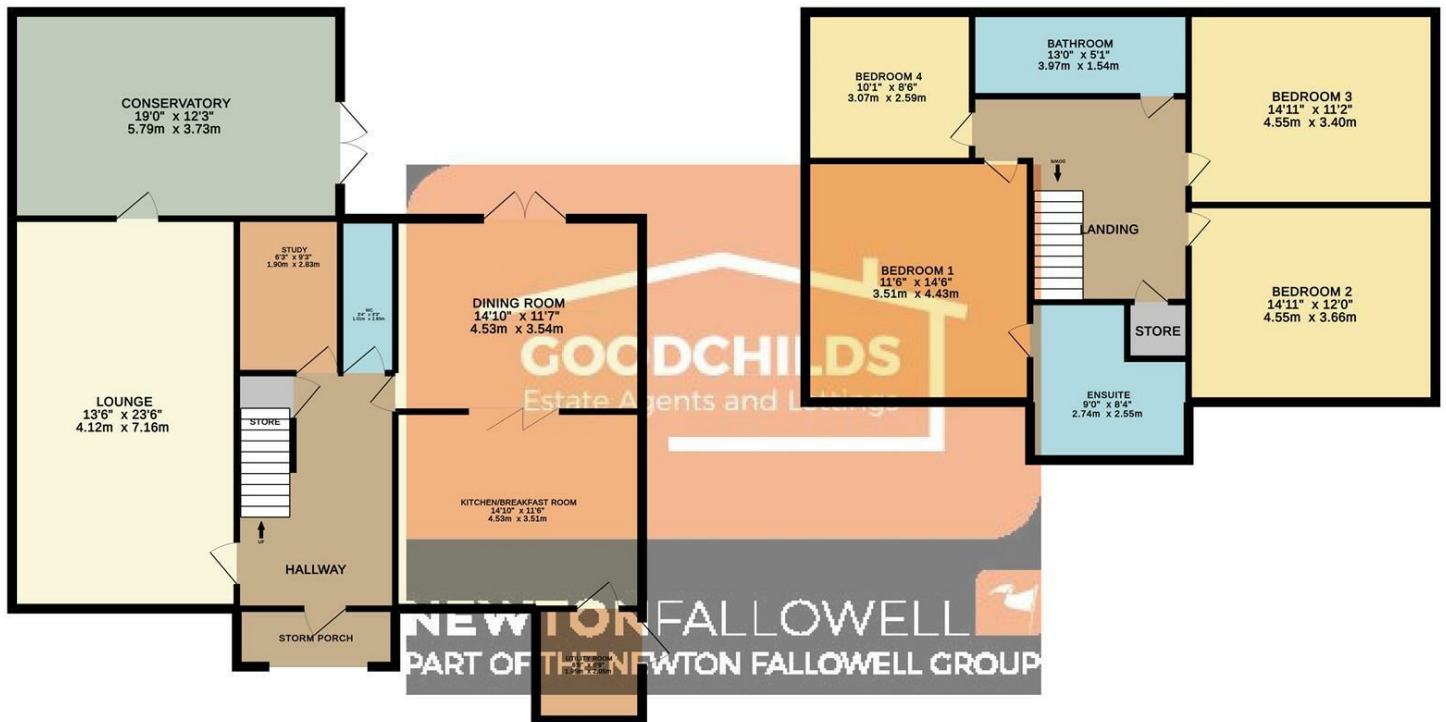 CONSERVATORY
19'0" x 12'3"
5.79m x 3.73m
STUDY
6'3" x 9'3"
1.90m x 2.83m
WC
DINING ROOM
14'10" x 11'7"
4.53m x 3.54m
LOUNGE
13'6" x 23'6"
4.12m x 7.16m
STORE
UP
HALLWAY
KITCHEN/BREAKFAST ROOM
14'10" x 11'6"
4.53m x 3.51m
STORM PORCH
UTILITY ROOM
BEDROOM 4
10'1" x 8'6"
3.07m x 2.59m
BATHROOM
13'0" x 5'1"
3.97m x 1.54m
BEDROOM 3
14'11" x 11'2"
4.55m x 3.40m
DOWN
LANDING
BEDROOM 1
11'6" x 14'6"
3.51m x 4.43m
BEDROOM 2
14'11" x 12'0"
4.55m x 3.66m
STORE
ENSUITE
9'0" x 8'4"
2.74m x 2.55m
GOODCHILDS
Estate Agents and Lettings
NEWTONFALLOWELL
PART OF THE NEWTON FALLOWELL GROUP